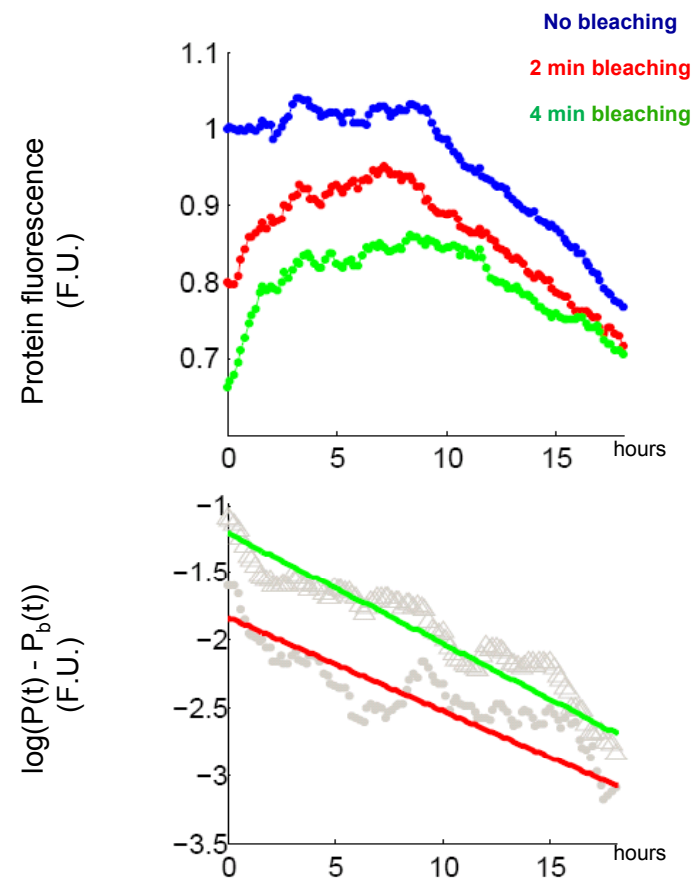 No bleaching
2 min bleaching
4 min bleaching
Protein fluorescence
(F.U.)
1.1
1
0.9
0.8
0.7
0
5
10
15
hours
log(P(t) - Pb(t))
(F.U.)
−1
−1.5
−2
−2.5
−3
−3.5
0
5
10
15
hours